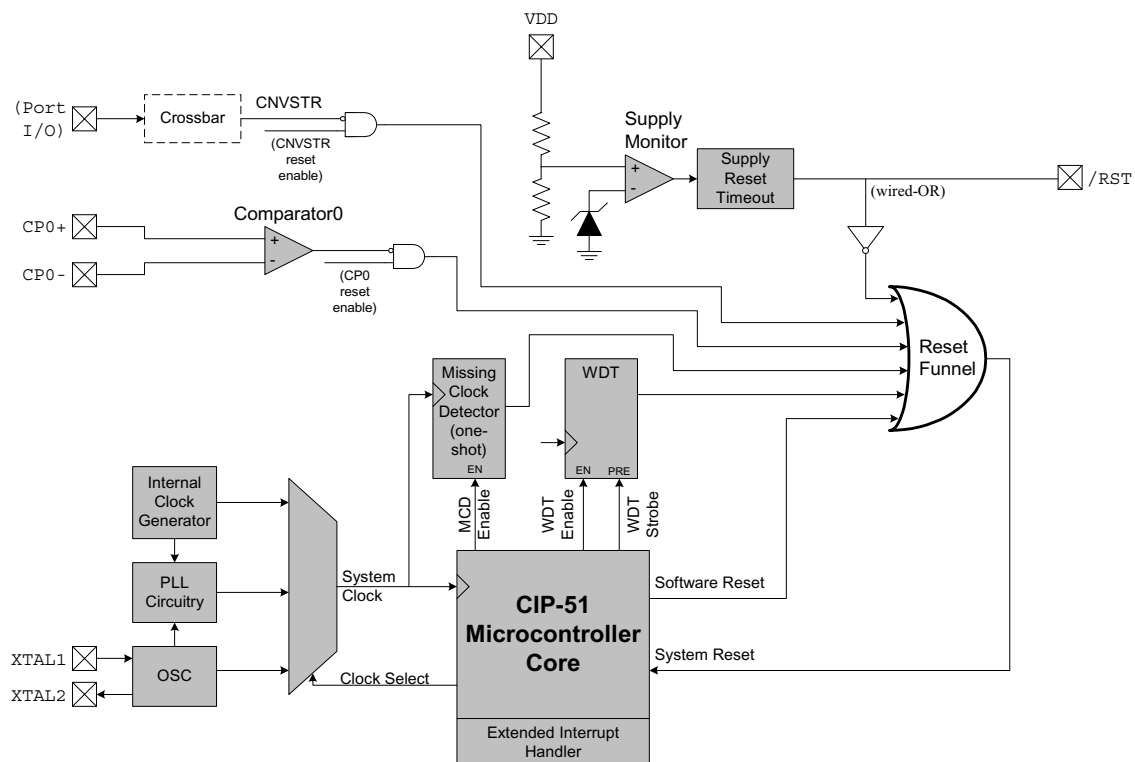 VDD
(Port
I/O)
Crossbar
CNVSTR
(CNVSTR
reset
enable)
Supply
Monitor
+
-
Supply
Reset
Timeout
(wired-OR)
/RST
CP0+
CP0-
Comparator0
+
-
(CP0
reset
enable)
Reset
Funnel
Missing
Clock
Detector
(one-
shot)
EN
WDT
EN
PRE
MCD
Enable
WDT
Enable
WDT
Strobe
Internal
Clock
Generator
PLL
Circuitry
OSC
XTAL1
XTAL2
System
Clock
Clock Select
CIP-51
Microcontroller
Core
Software Reset
System Reset
Extended Interrupt
Handler